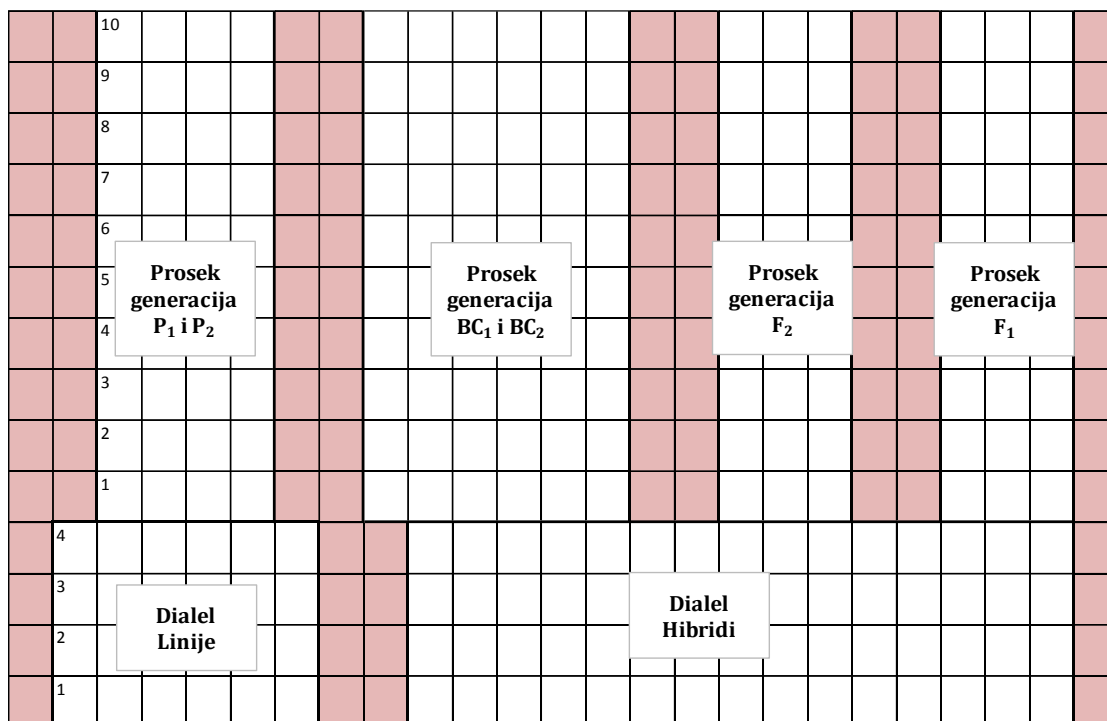 10
9
8
7
6
5
4
3
2
1
Prosek
generacija
P₁ i P₂
Prosek
generacija
BC₁ i BC₂
Prosek
generacija
F₂
Prosek
generacija
F₁
4
3
2
1
Dialel
Linije
Dialel
Hibridi